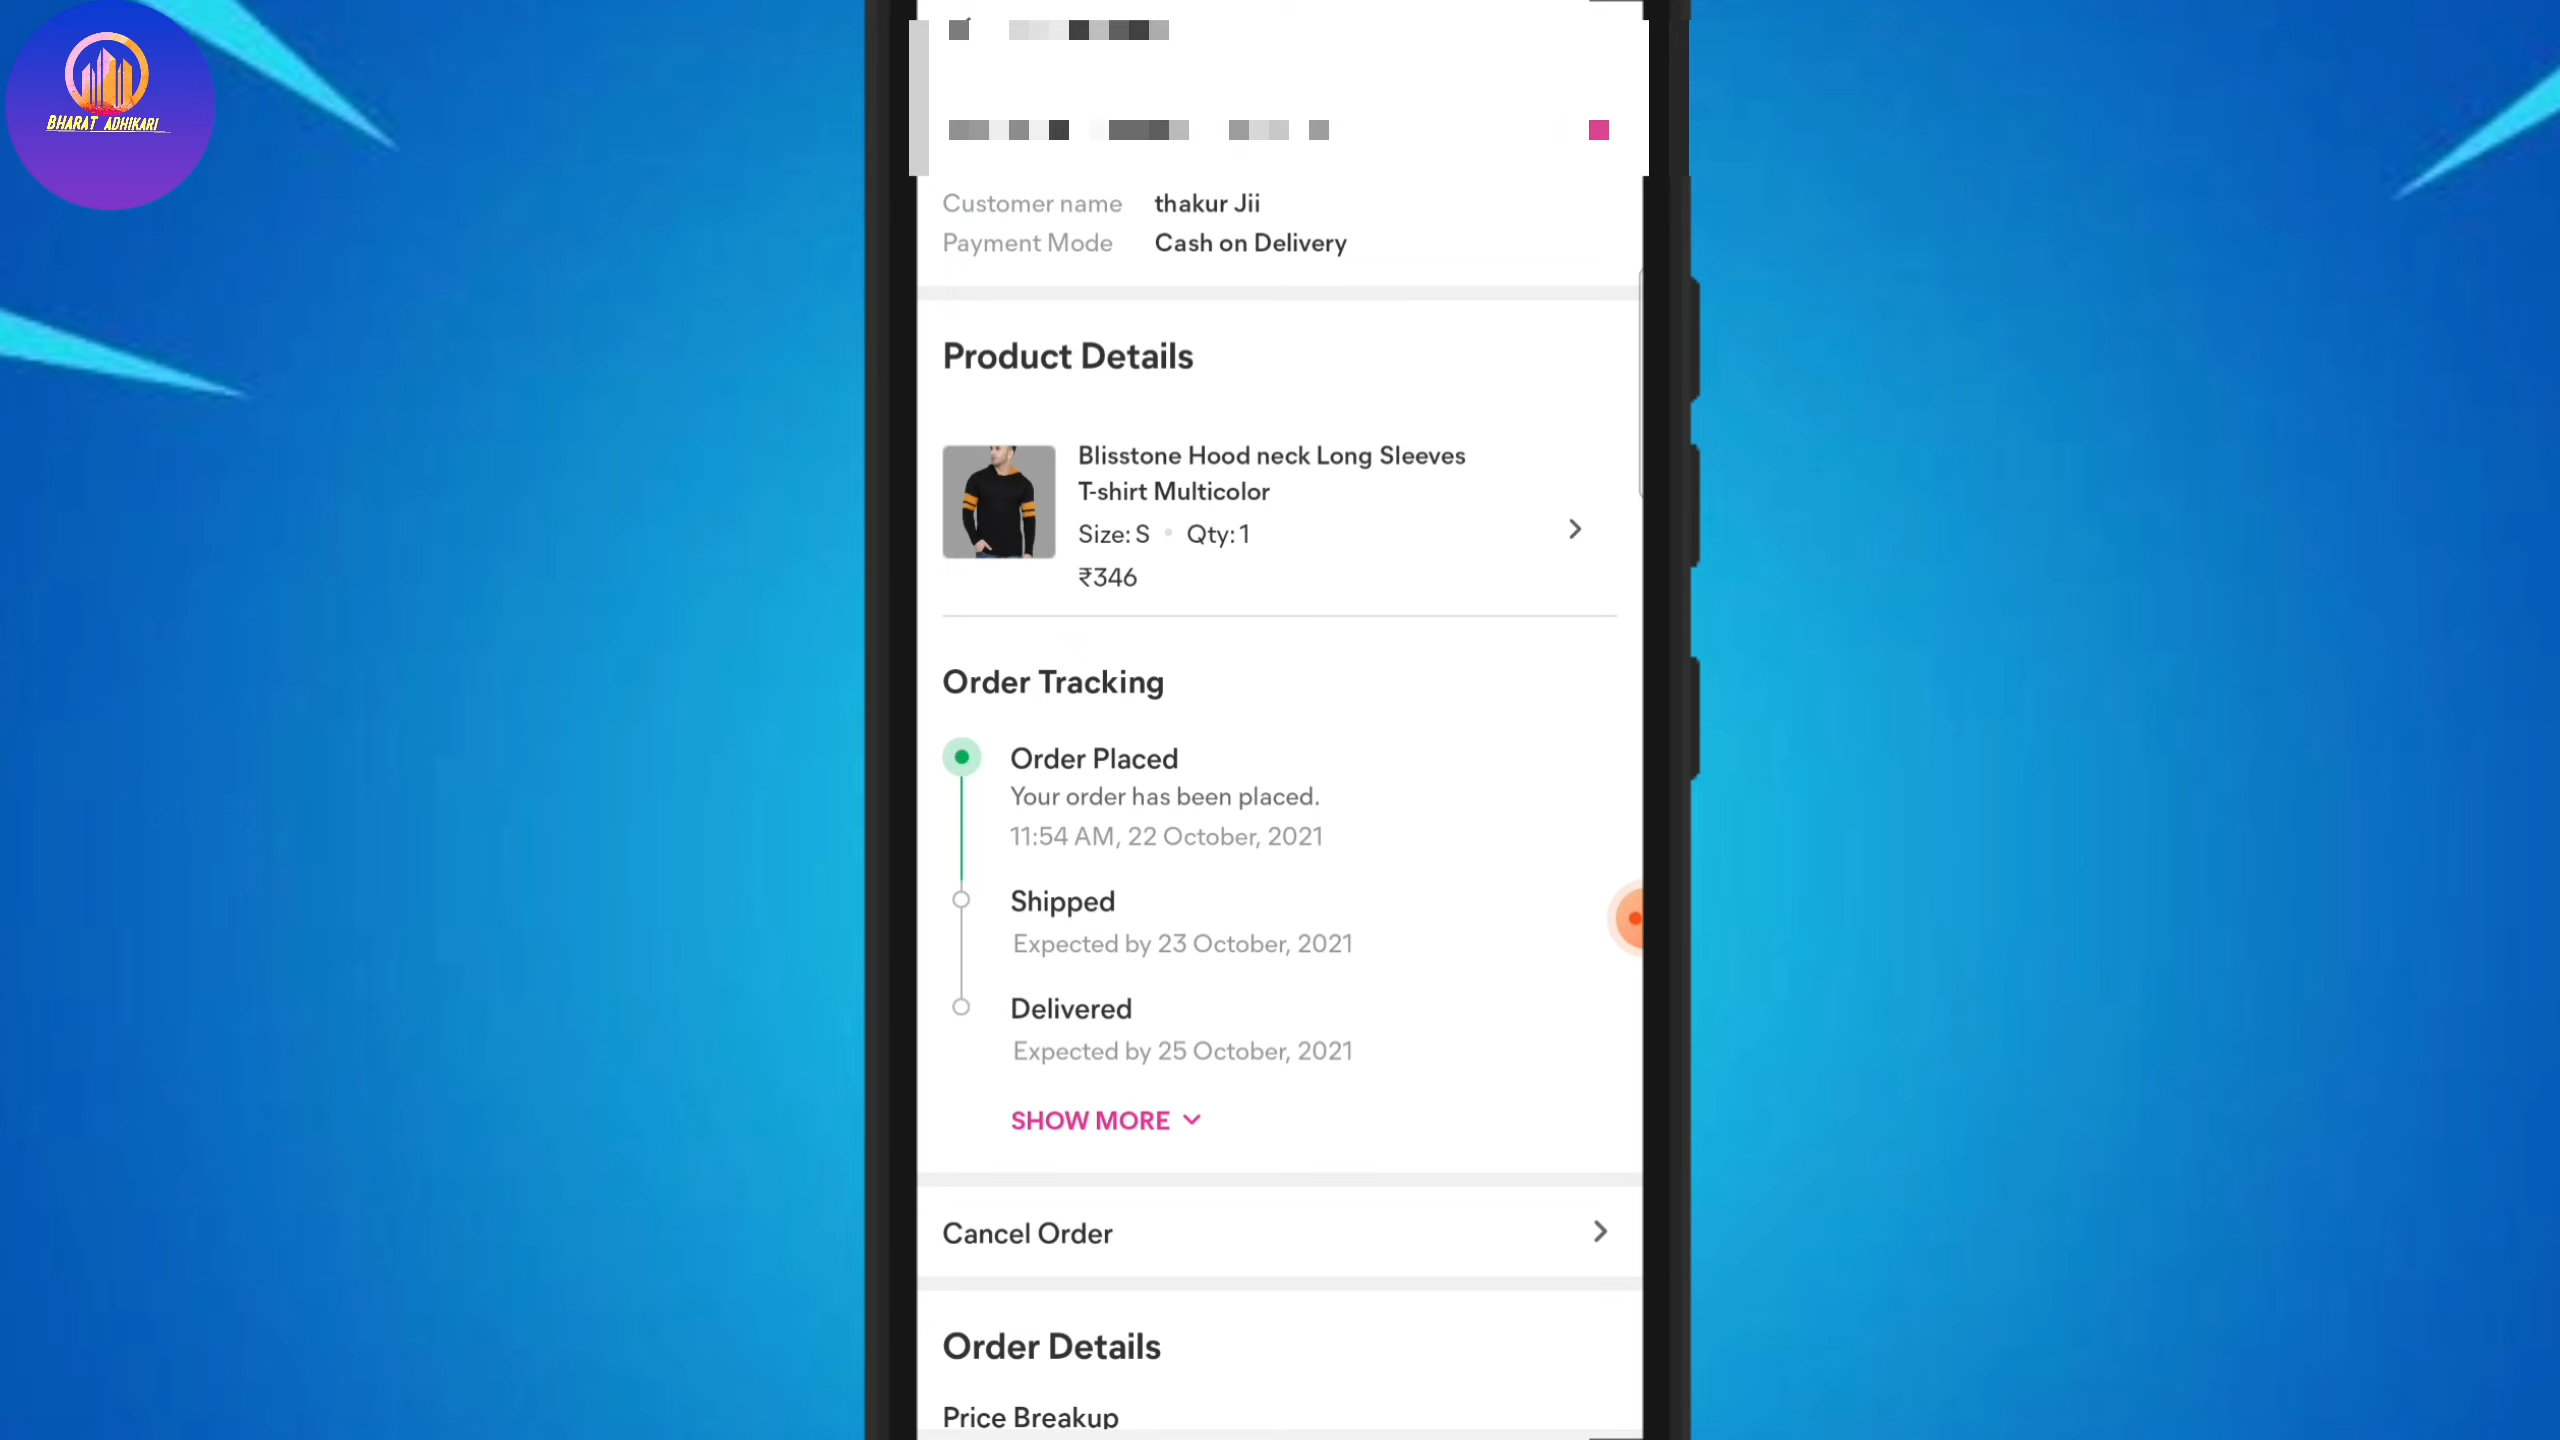 BHARAT ADHIKARI
Customer name thakur Jii
Payment Mode Cash on Delivery
Product Details
Blisstone Hood neck Long Sleeves
T-shirt Multicolor
Size: S • Qty: 1
₹346
Order Tracking
Order Placed
Your order has been placed.
11:54 AM, 22 October, 2021
Shipped
Expected by 23 October, 2021
Delivered
Expected by 25 October, 2021
SHOW MORE
Cancel Order
Order Details
Price Breakup